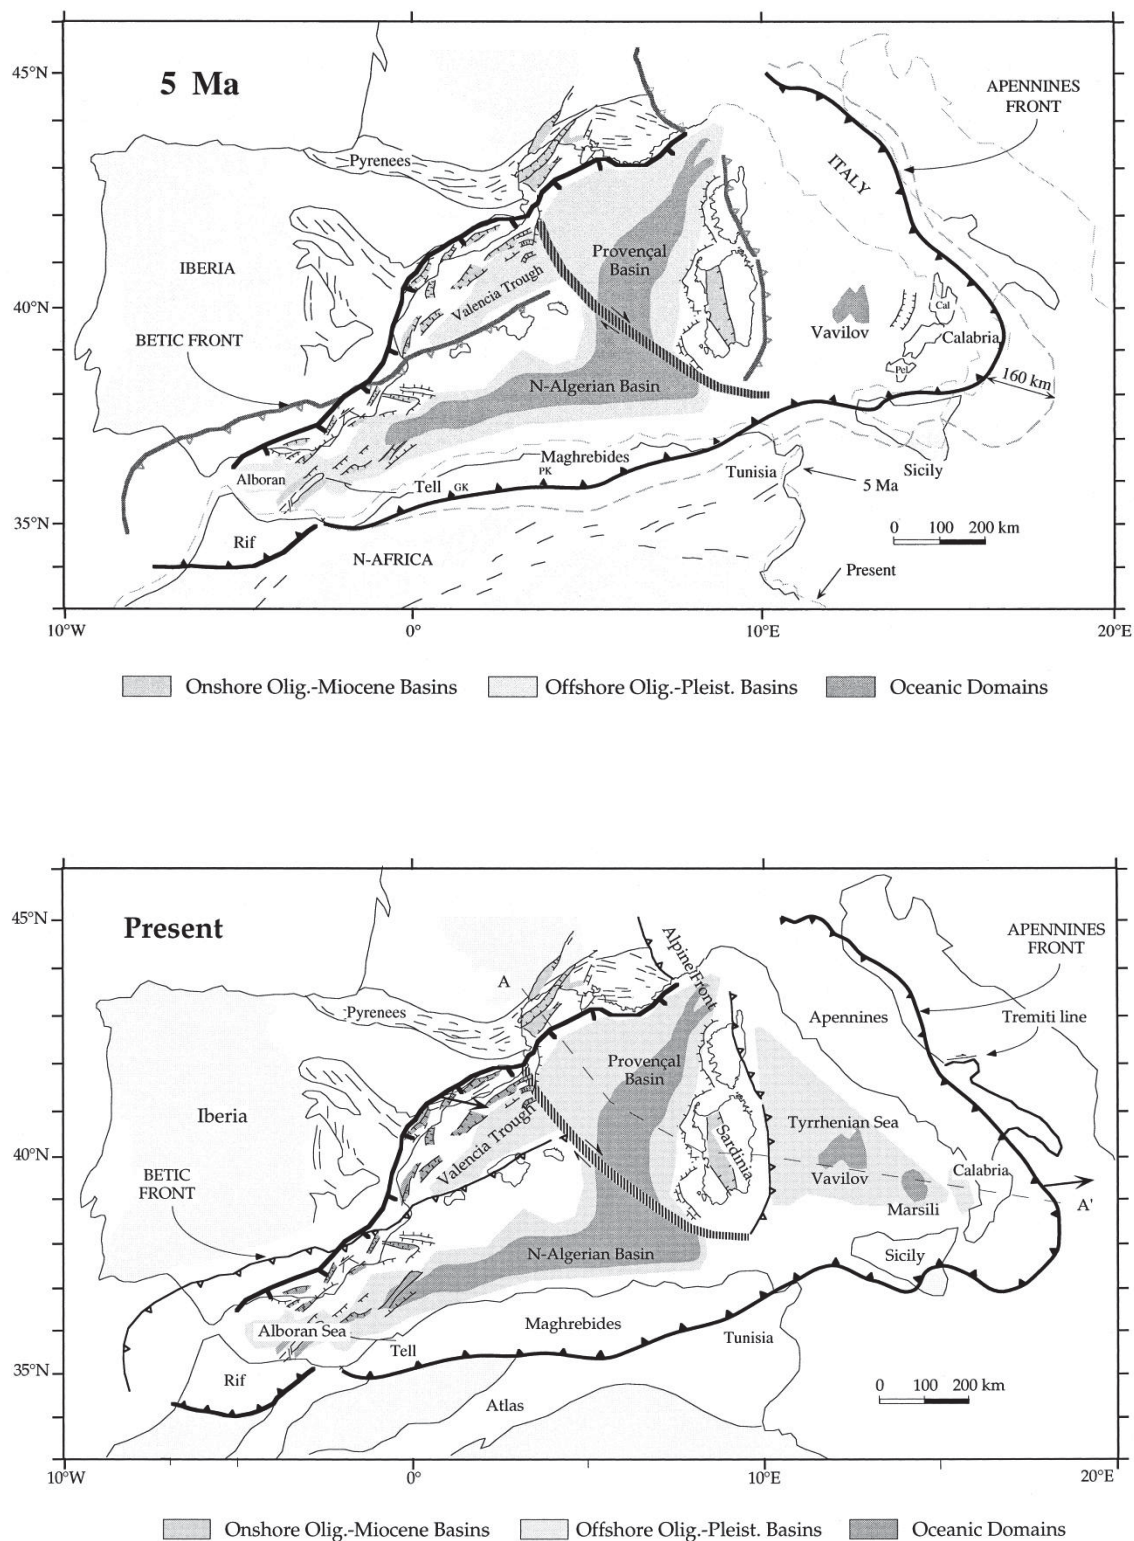 5 Ma
45°N
40°N
35°N
10°W
0°
10°E
20°E
APENNINES
FRONT
ITALY
Pyrenees
Provençal
Basin
IBERIA
Valencia Trough
BETIC FRONT
Vavilov
Cal
Calabria
Pel
160 km
N-Algerian Basin
Maghrebides
Alboran
Tell
GK
PK
Tunisia
Sicily
5 Ma
0 100 200 km
Rif
N-AFRICA
Present
Onshore Olig.-Miocene Basins
Offshore Olig.-Pleist. Basins
Oceanic Domains
Present
45°N
40°N
35°N
10°W
0°
10°E
20°E
APENNINES
FRONT
Alpine Front
A
Pyrenees
Apennines
Tremiti line
Provençal
Basin
Iberia
Valencia Trough
Sardinia
Tyrrhenian Sea
BETIC
FRONT
Vavilov
Calabria
Marsili
A'
Sicily
N-Algerian Basin
Alboran Sea
Maghrebides
Tell
Tunisia
Rif
Atlas
0 100 200 km
Onshore Olig.-Miocene Basins
Offshore Olig.-Pleist. Basins
Oceanic Domains